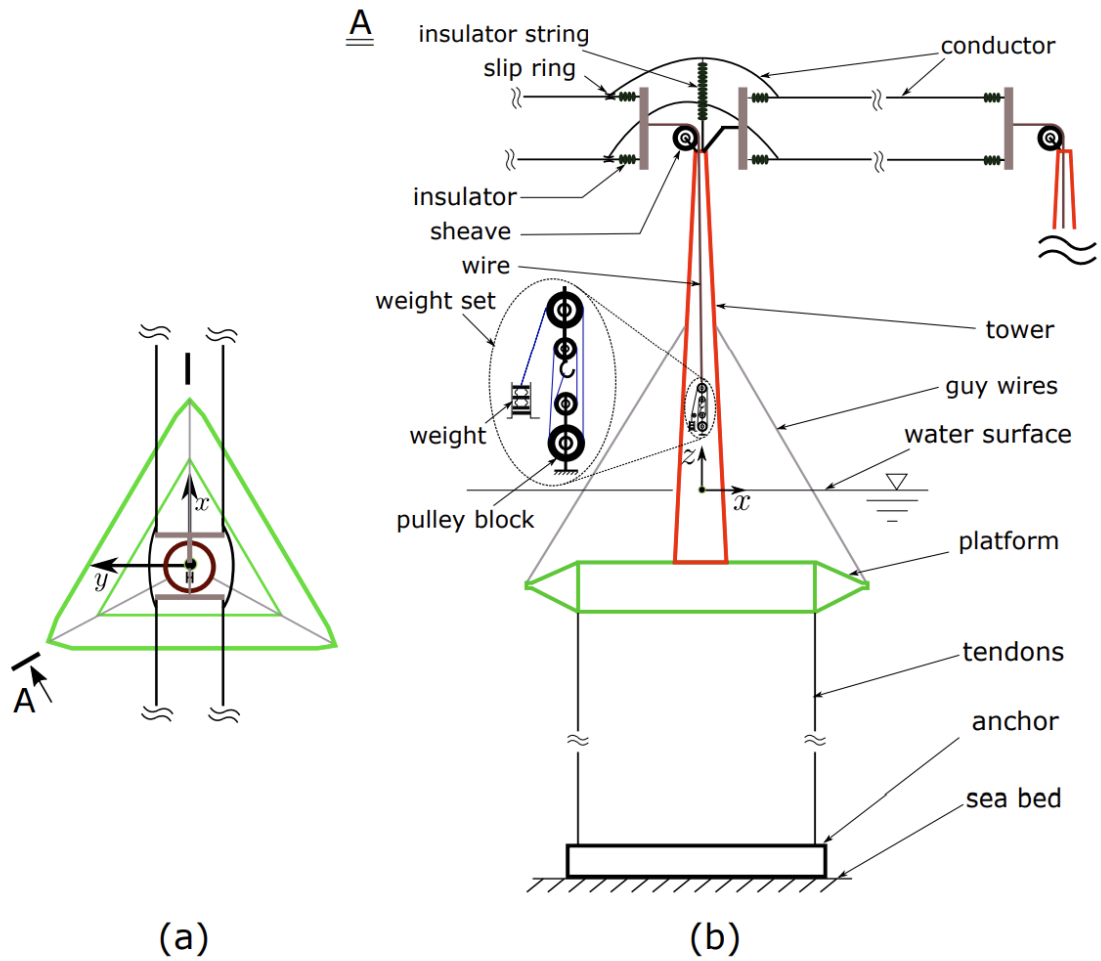 A
insulator string
slip ring
conductor
insulator
sheave
wire
weight set
tower
guy wires
weight
water surface
z
x
pulley block
platform
x
y
tendons
A
anchor
sea bed
(a)
(b)